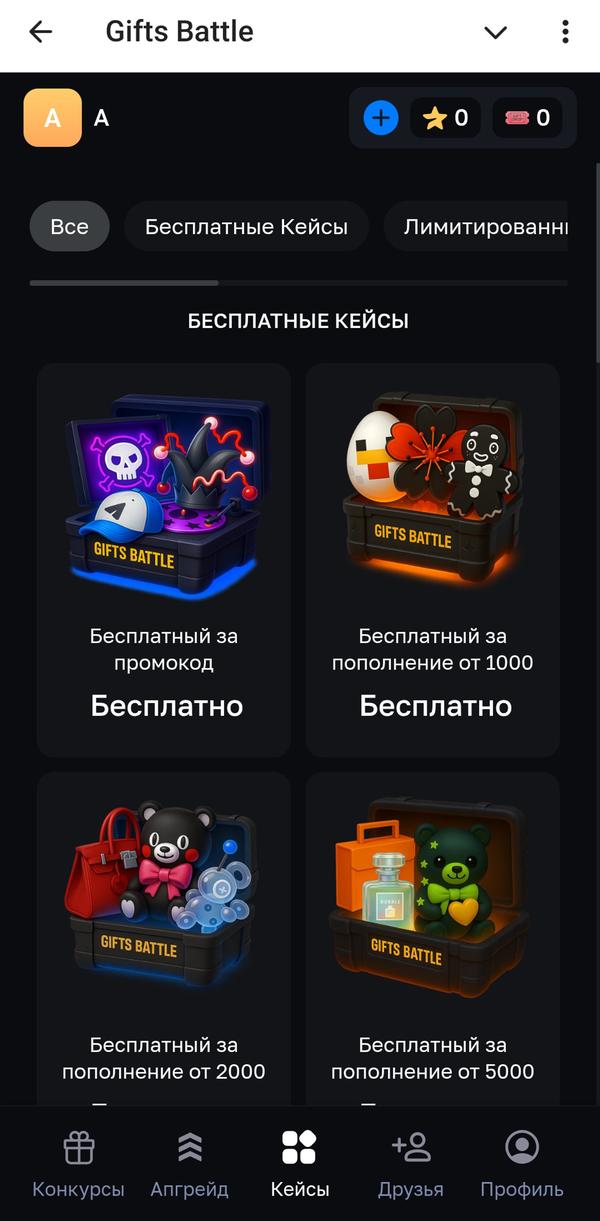 Gifts Battle
A
A
0
0
Все
Бесплатные Кейсы
Лимитированн
БЕСПЛАТНЫЕ КЕЙСЫ
GIFTS BATTLE
GIFTS BATTLE
Бесплатный за
промокод
Бесплатно
Бесплатный за
пополнение от 1000
Бесплатно
GIFTS BATTLE
BUBBLE
GIFTS BATTLE
Бесплатный за
пополнение от 2000
Бесплатный за
пополнение от 5000
Конкурсы
Апгрейд
Кейсы
Друзья
Профиль